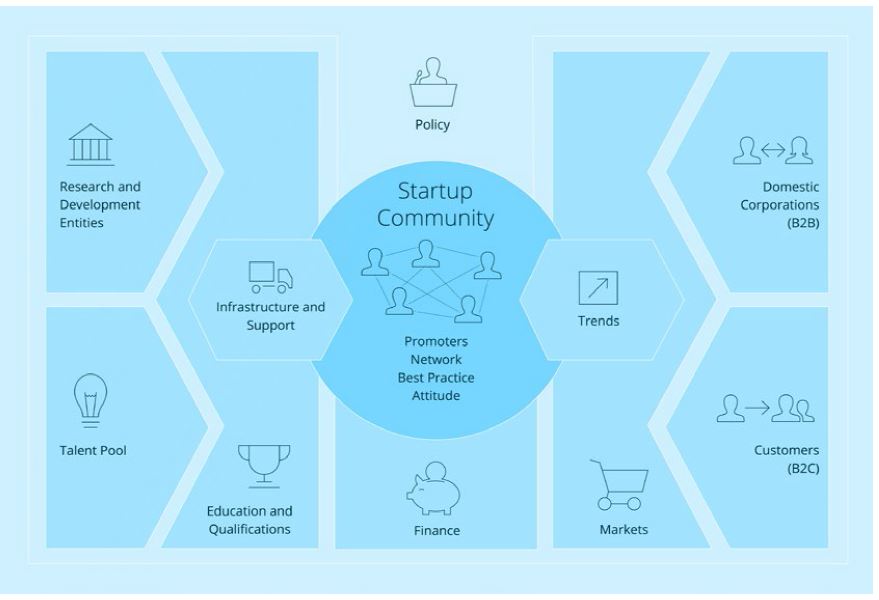 Policy
Research and
Development
Entities
Startup
Community
Domestic
Corporations
(B2B)
Infrastructure and
Support
Trends
Promoters
Network
Best Practice
Attitude
Talent Pool
Customers
(B2C)
Education and
Qualifications
Finance
Markets